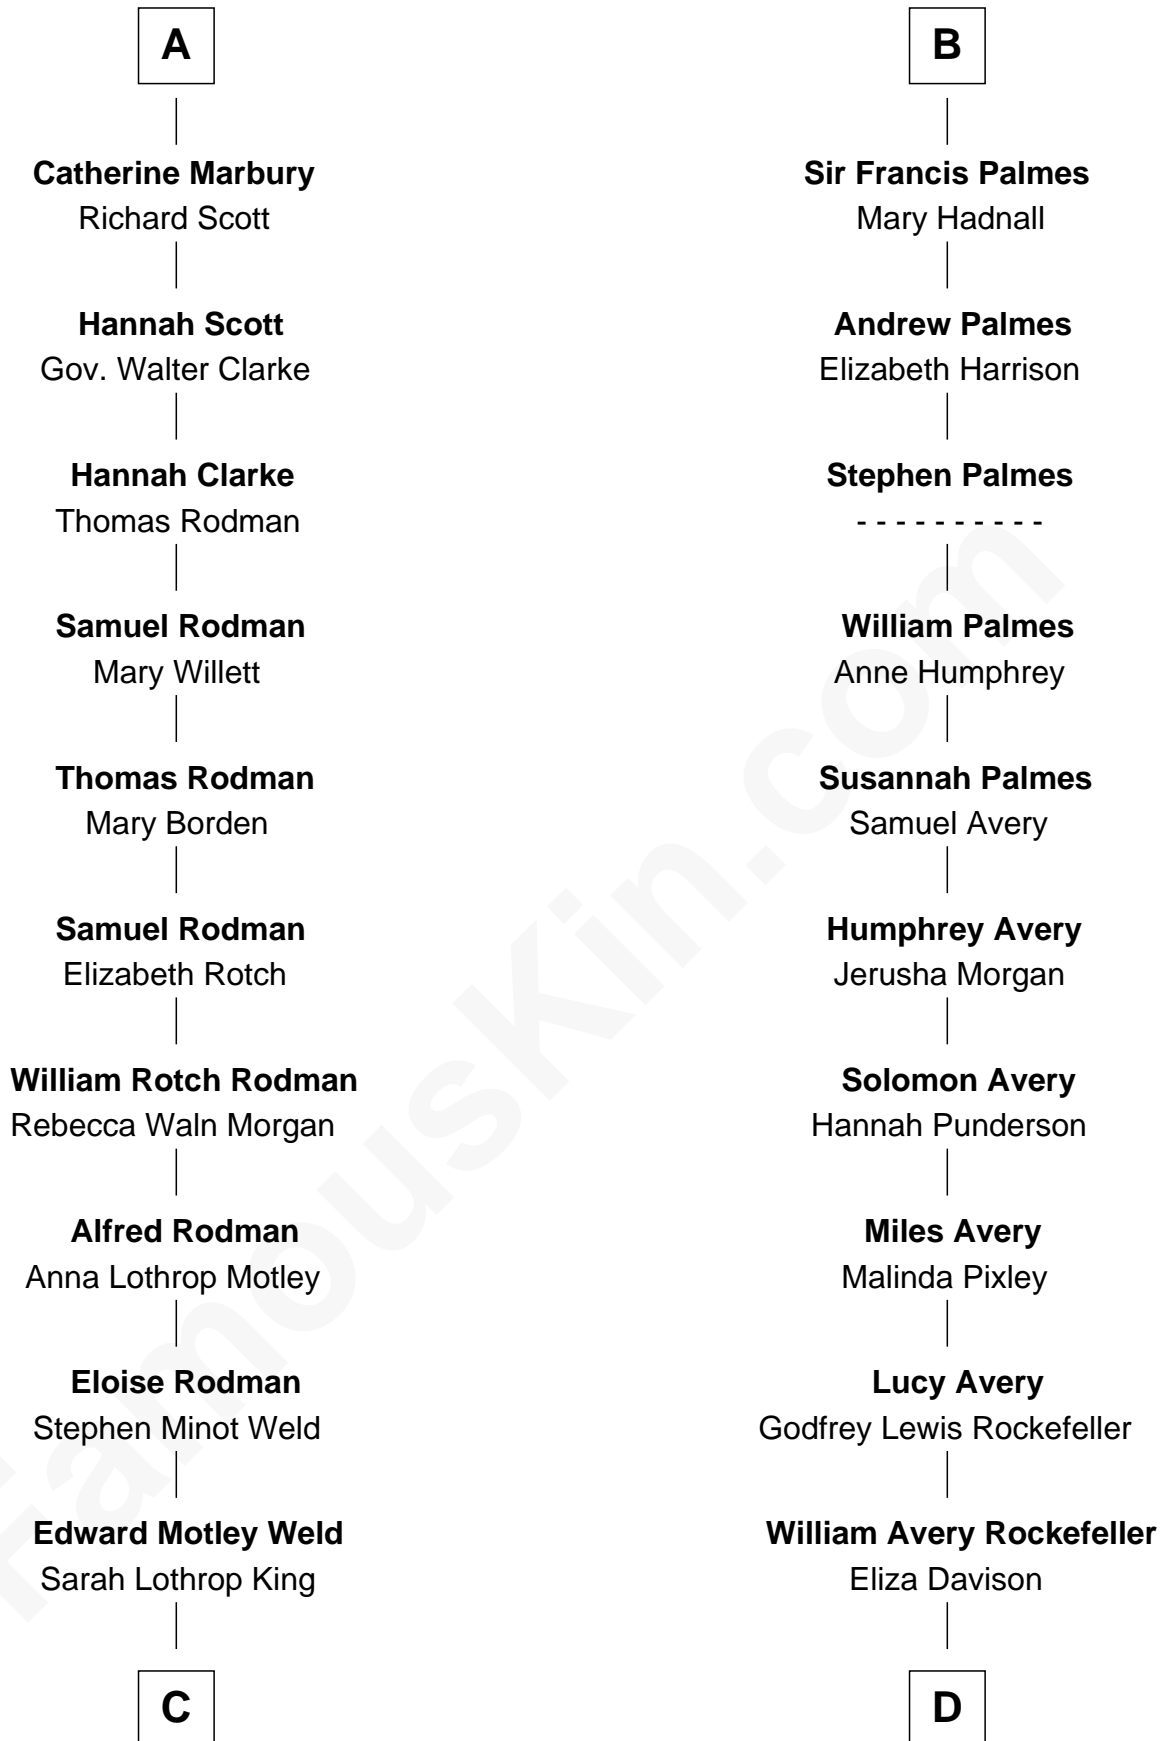 A
Catherine Marbury
Richard Scott
Hannah Scott
Gov. Walter Clarke
Hannah Clarke
Thomas Rodman
Samuel Rodman
Mary Willett
Thomas Rodman
Mary Borden
Samuel Rodman
Elizabeth Rotch
William Rotch Rodman
Rebecca Waln Morgan
Alfred Rodman
Anna Lothrop Motley
Eloise Rodman
Stephen Minot Weld
Edward Motley Weld
Sarah Lothrop King
C
B
Sir Francis Palmes
Mary Hadnall
Andrew Palmes
Elizabeth Harrison
Stephen Palmes
- - - - - - - - - -
William Palmes
Anne Humphrey
Susannah Palmes
Samuel Avery
Humphrey Avery
Jerusha Morgan
Solomon Avery
Hannah Punderson
Miles Avery
Malinda Pixley
Lucy Avery
Godfrey Lewis Rockefeller
William Avery Rockefeller
Eliza Davison
D
FamousKin.com